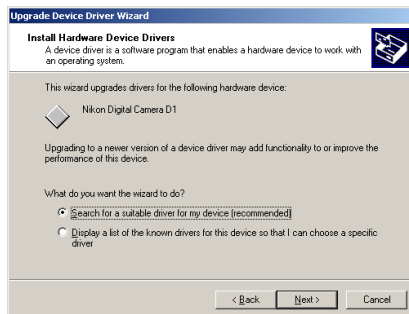 Upgrade Device Driver Wizard
Install Hardware Device Drivers
A device driver is a software program that enables a hardware device to work with
an operating system.
This wizard upgrades drivers for the following hardware device:
Nikon Digital Camera D1
Upgrading to a newer version of a device driver may add functionality to or improve the
performance of this device.
What do you want the wizard to do?
Search for a suitable driver for my device (recommended)
Display a list of the known drivers for this device so that I can choose a specific
driver
< Back Next > Cancel